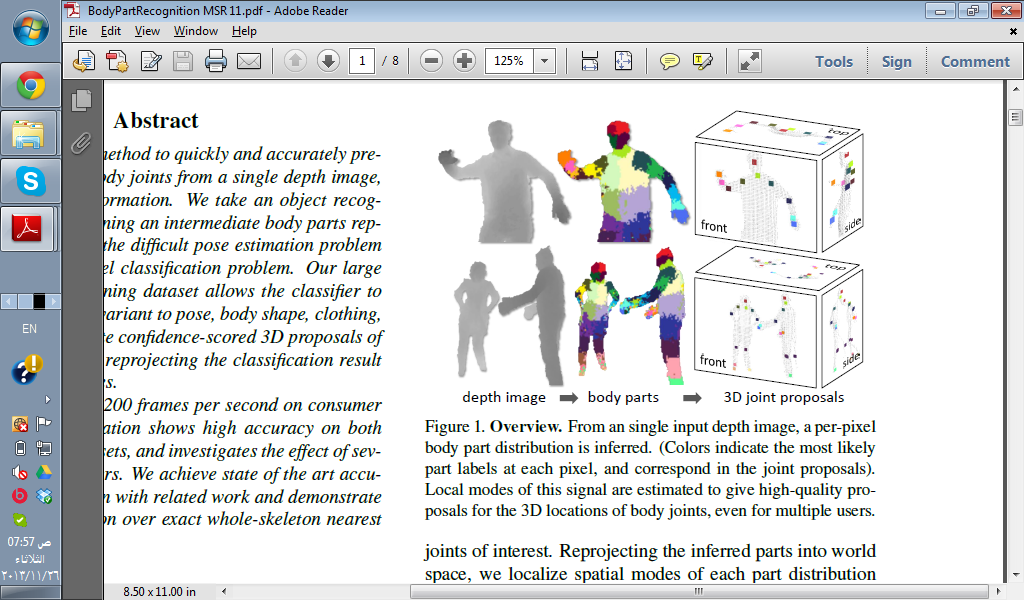 BodyPartRecognition MSR 11.pdf - Adobe Reader
File Edit View Window Help
1 / 8
125%
Tools Sign Comment
Abstract
method to quickly and accurately pre-
ody joints from a single depth image,
ormation. We take an object recog-
ning an intermediate body parts rep-
the difficult pose estimation problem
el classification problem. Our large
ning dataset allows the classifier to
variant to pose, body shape, clothing,
e confidence-scored 3D proposals of
reprojecting the classification result
s.
200 frames per second on consumer
ation shows high accuracy on both
sets, and investigates the effect of sev-
rs. We achieve state of the art accu-
n with related work and demonstrate
on over exact whole-skeleton nearest
top
front
side
top
front
side
depth image
body parts
3D joint proposals
Figure 1. Overview. From an single input depth image, a per-pixel
body part distribution is inferred. (Colors indicate the most likely
part labels at each pixel, and correspond in the joint proposals).
Local modes of this signal are estimated to give high-quality pro-
posals for the 3D locations of body joints, even for multiple users.
joints of interest. Reprojecting the inferred parts into world
space, we localize spatial modes of each part distribution
8.50 x 11.00 in
EN
07:57 ص
الثلاثاء
٢٠١٣/١١/٢٦